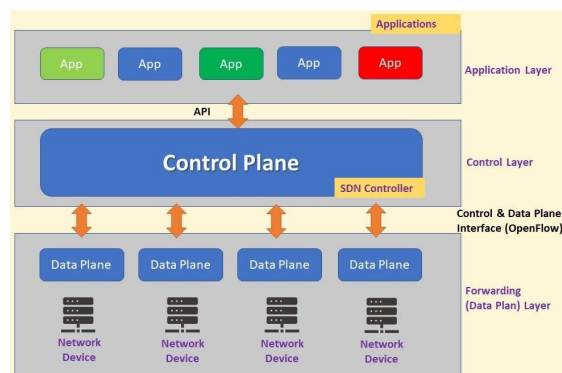 Applications
App App App App App
Application Layer
API
Control Plane
Control Layer
SDN Controller
Control & Data Plane
Interface (OpenFlow)
Data Plane Data Plane Data Plane Data Plane
Forwarding
(Data Plan) Layer
Network Network Network Network
Device Device Device Device